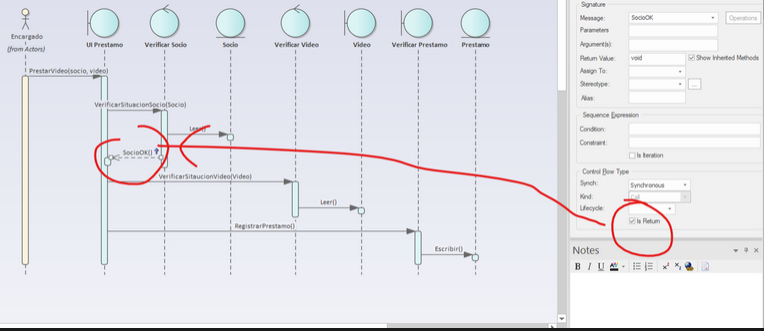 Encargado
(from Actors)
UI Prestamo
Verificar Socio
Socio
Verificar Video
Video
Verificar Prestamo
Prestamo
PrestarVideo(socio, video)
VerificarSituacionSocio(Socio)
Leer()
SocioOK()
VerificarSitaucionVideo(Video)
Leer()
RegistrarPrestamo()
Escribir()
Signature
Message: SocioOK Operations
Parameters
Argument(s):
Return Value: void Show Inherited Methods
Assign To:
Stereotype: ...
Alias:
Sequence Expression
Condition:
Constraint:
Is Iteration
Control Flow Type
Synch: Synchronous
Kind: Call
Lifecycle:
Is Return
Notes
B I U A